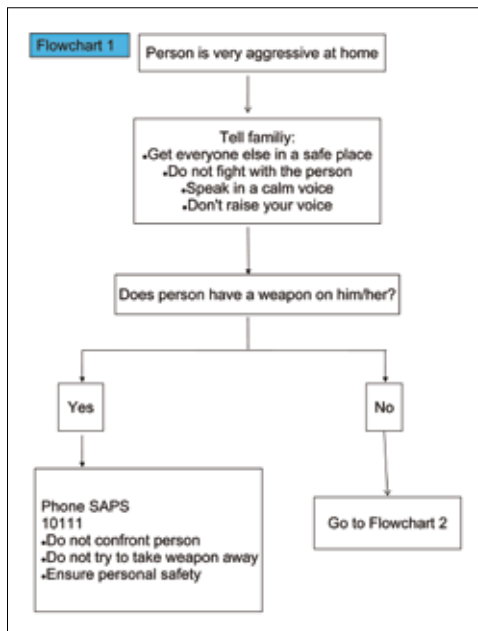 Flowchart 1
Person is very aggressive at home
Tell familiy:
•Get everyone else in a safe place
•Do not fight with the person
•Speak in a calm voice
•Don't raise your voice
Does person have a weapon on him/her?
Yes
No
Phone SAPS
10111
•Do not confront person
•Do not try to take weapon away
•Ensure personal safety
Go to Flowchart 2